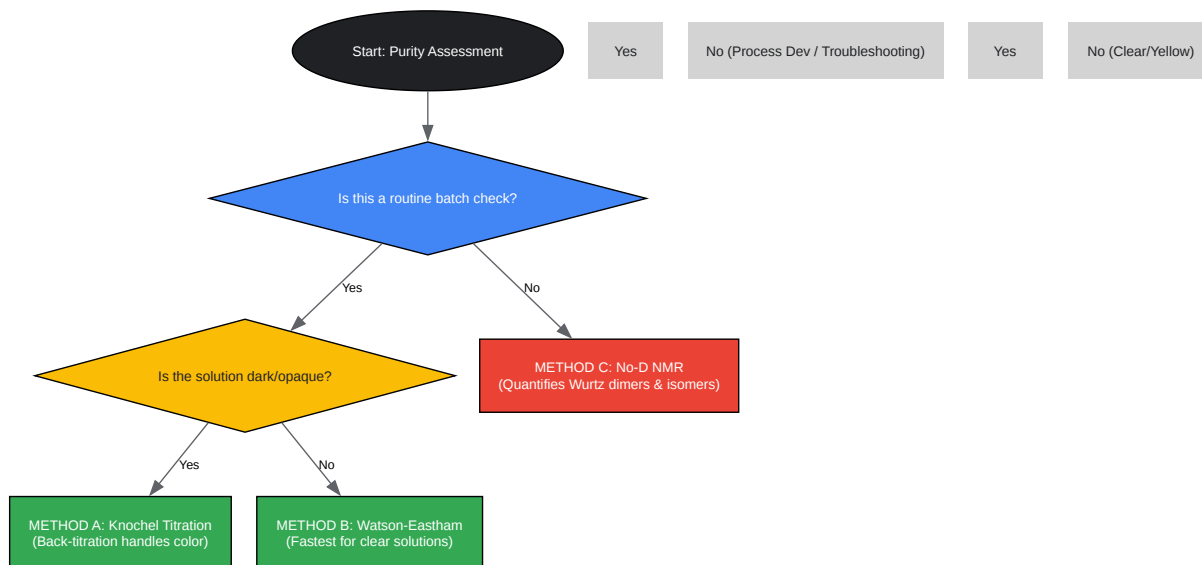 Start: Purity Assessment
Yes
No (Process Dev / Troubleshooting)
Yes
No (Clear/Yellow)
Is this a routine batch check?
Yes
No
Is the solution dark/opaque?
METHOD C: No-D NMR
(Quantifies Wurtz dimers & isomers)
Yes
No
METHOD A: Knochel Titration
(Back-titration handles color)
METHOD B: Watson-Eastham
(Fastest for clear solutions)